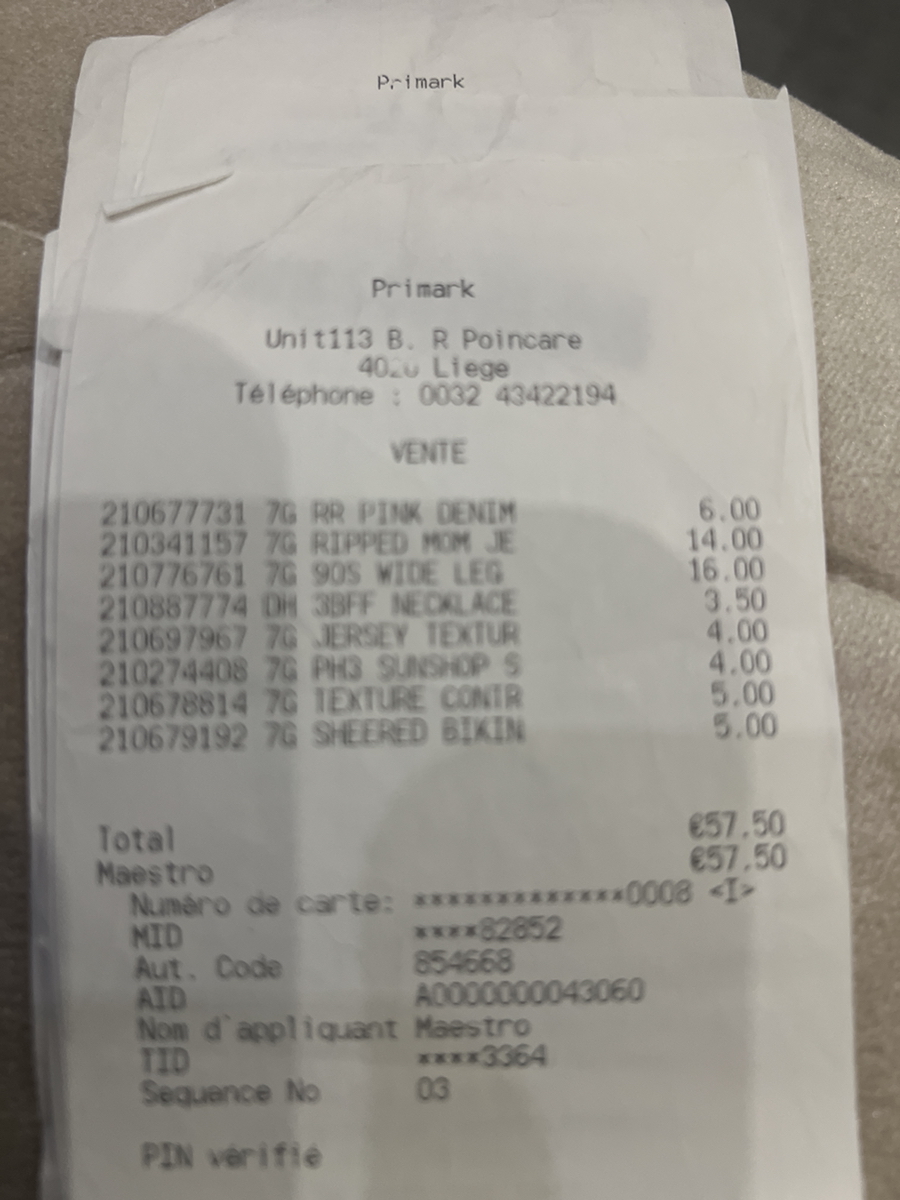 Primark
Primark
Unit113 B. R Poincare
Liege
Téléphone : 0032 43422194
VENTE
210677731 7G RR PINK DENIM 6.00
210341157 7G RIPPED MOM JE 14.00
210776761 7G 90S WIDE LEG 16.00
210887774 DH 3BFF NECKLACE 3.50
210697967 7G JERSEY TEXTUR 4.00
210274408 7G PH3 SUNSHOP S 4.00
210678814 7G TEXTURE CONTR 5.00
210679192 7G SHEERED BIKIN 5.00
Total €57.50
Maestro €57.50
Numéro de carte: *************0008 <I>
MID ****82852
Aut. Code 854668
AID A0000000043060
Nom d'appliquant Maestro
TID ****3364
Sequance No 03
PIN vérifié